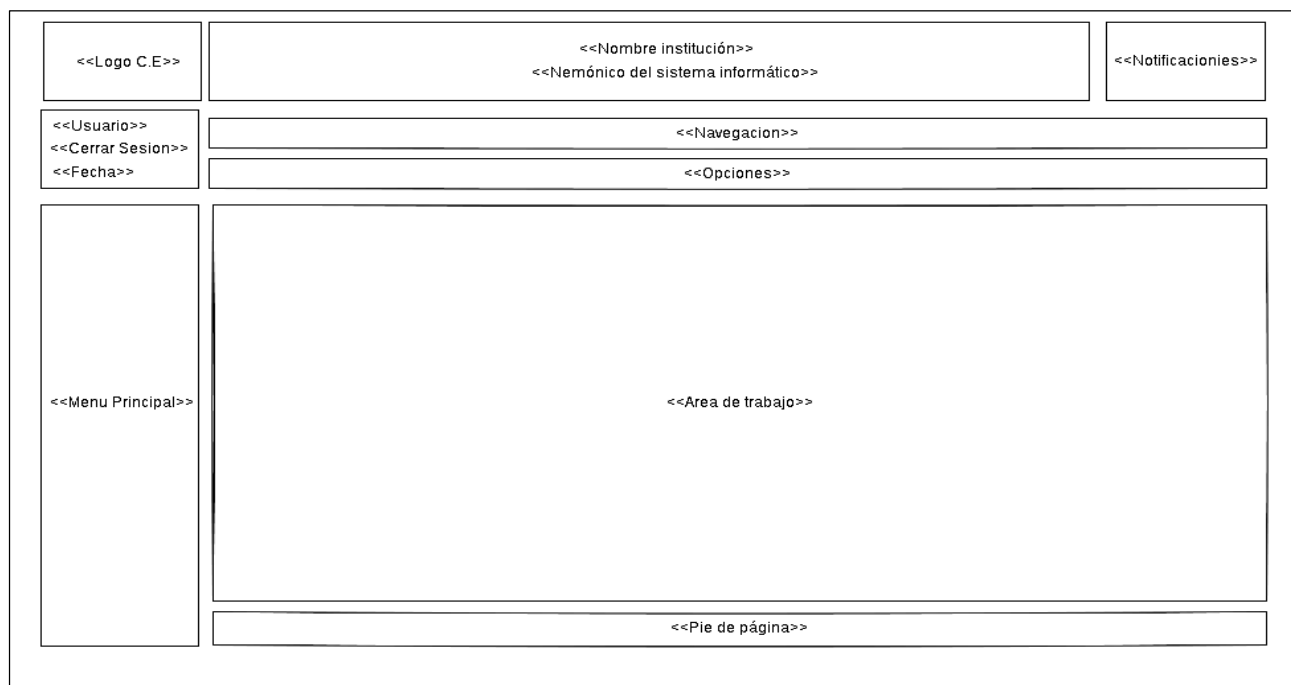 <<Logo C.E>>
<<Nombre institución>>
<<Nemónico del sistema informático>>
<<Notificacionies>>
<<Usuario>>
<<Cerrar Sesion>>
<<Fecha>>
<<Navegacion>>
<<Opciones>>
<<Menu Principal>>
<<Area de trabajo>>
<<Pie de página>>